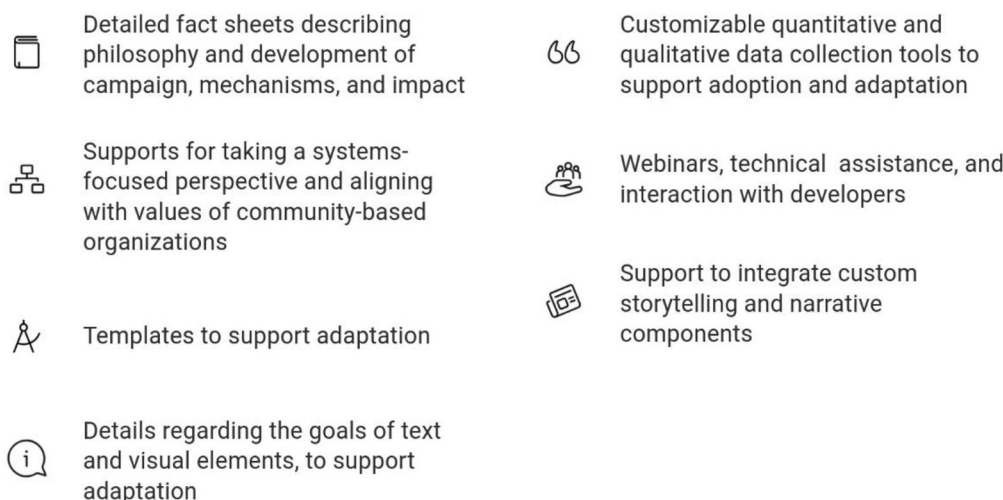 Detailed fact sheets describing
philosophy and development of
campaign, mechanisms, and impact
Supports for taking a systems-
focused perspective and aligning
with values of community-based
organizations
Templates to support adaptation
Details regarding the goals of text
and visual elements, to support
adaptation
Customizable quantitative and
qualitative data collection tools to
support adoption and adaptation
Webinars, technical assistance, and
interaction with developers
Support to integrate custom
storytelling and narrative
components